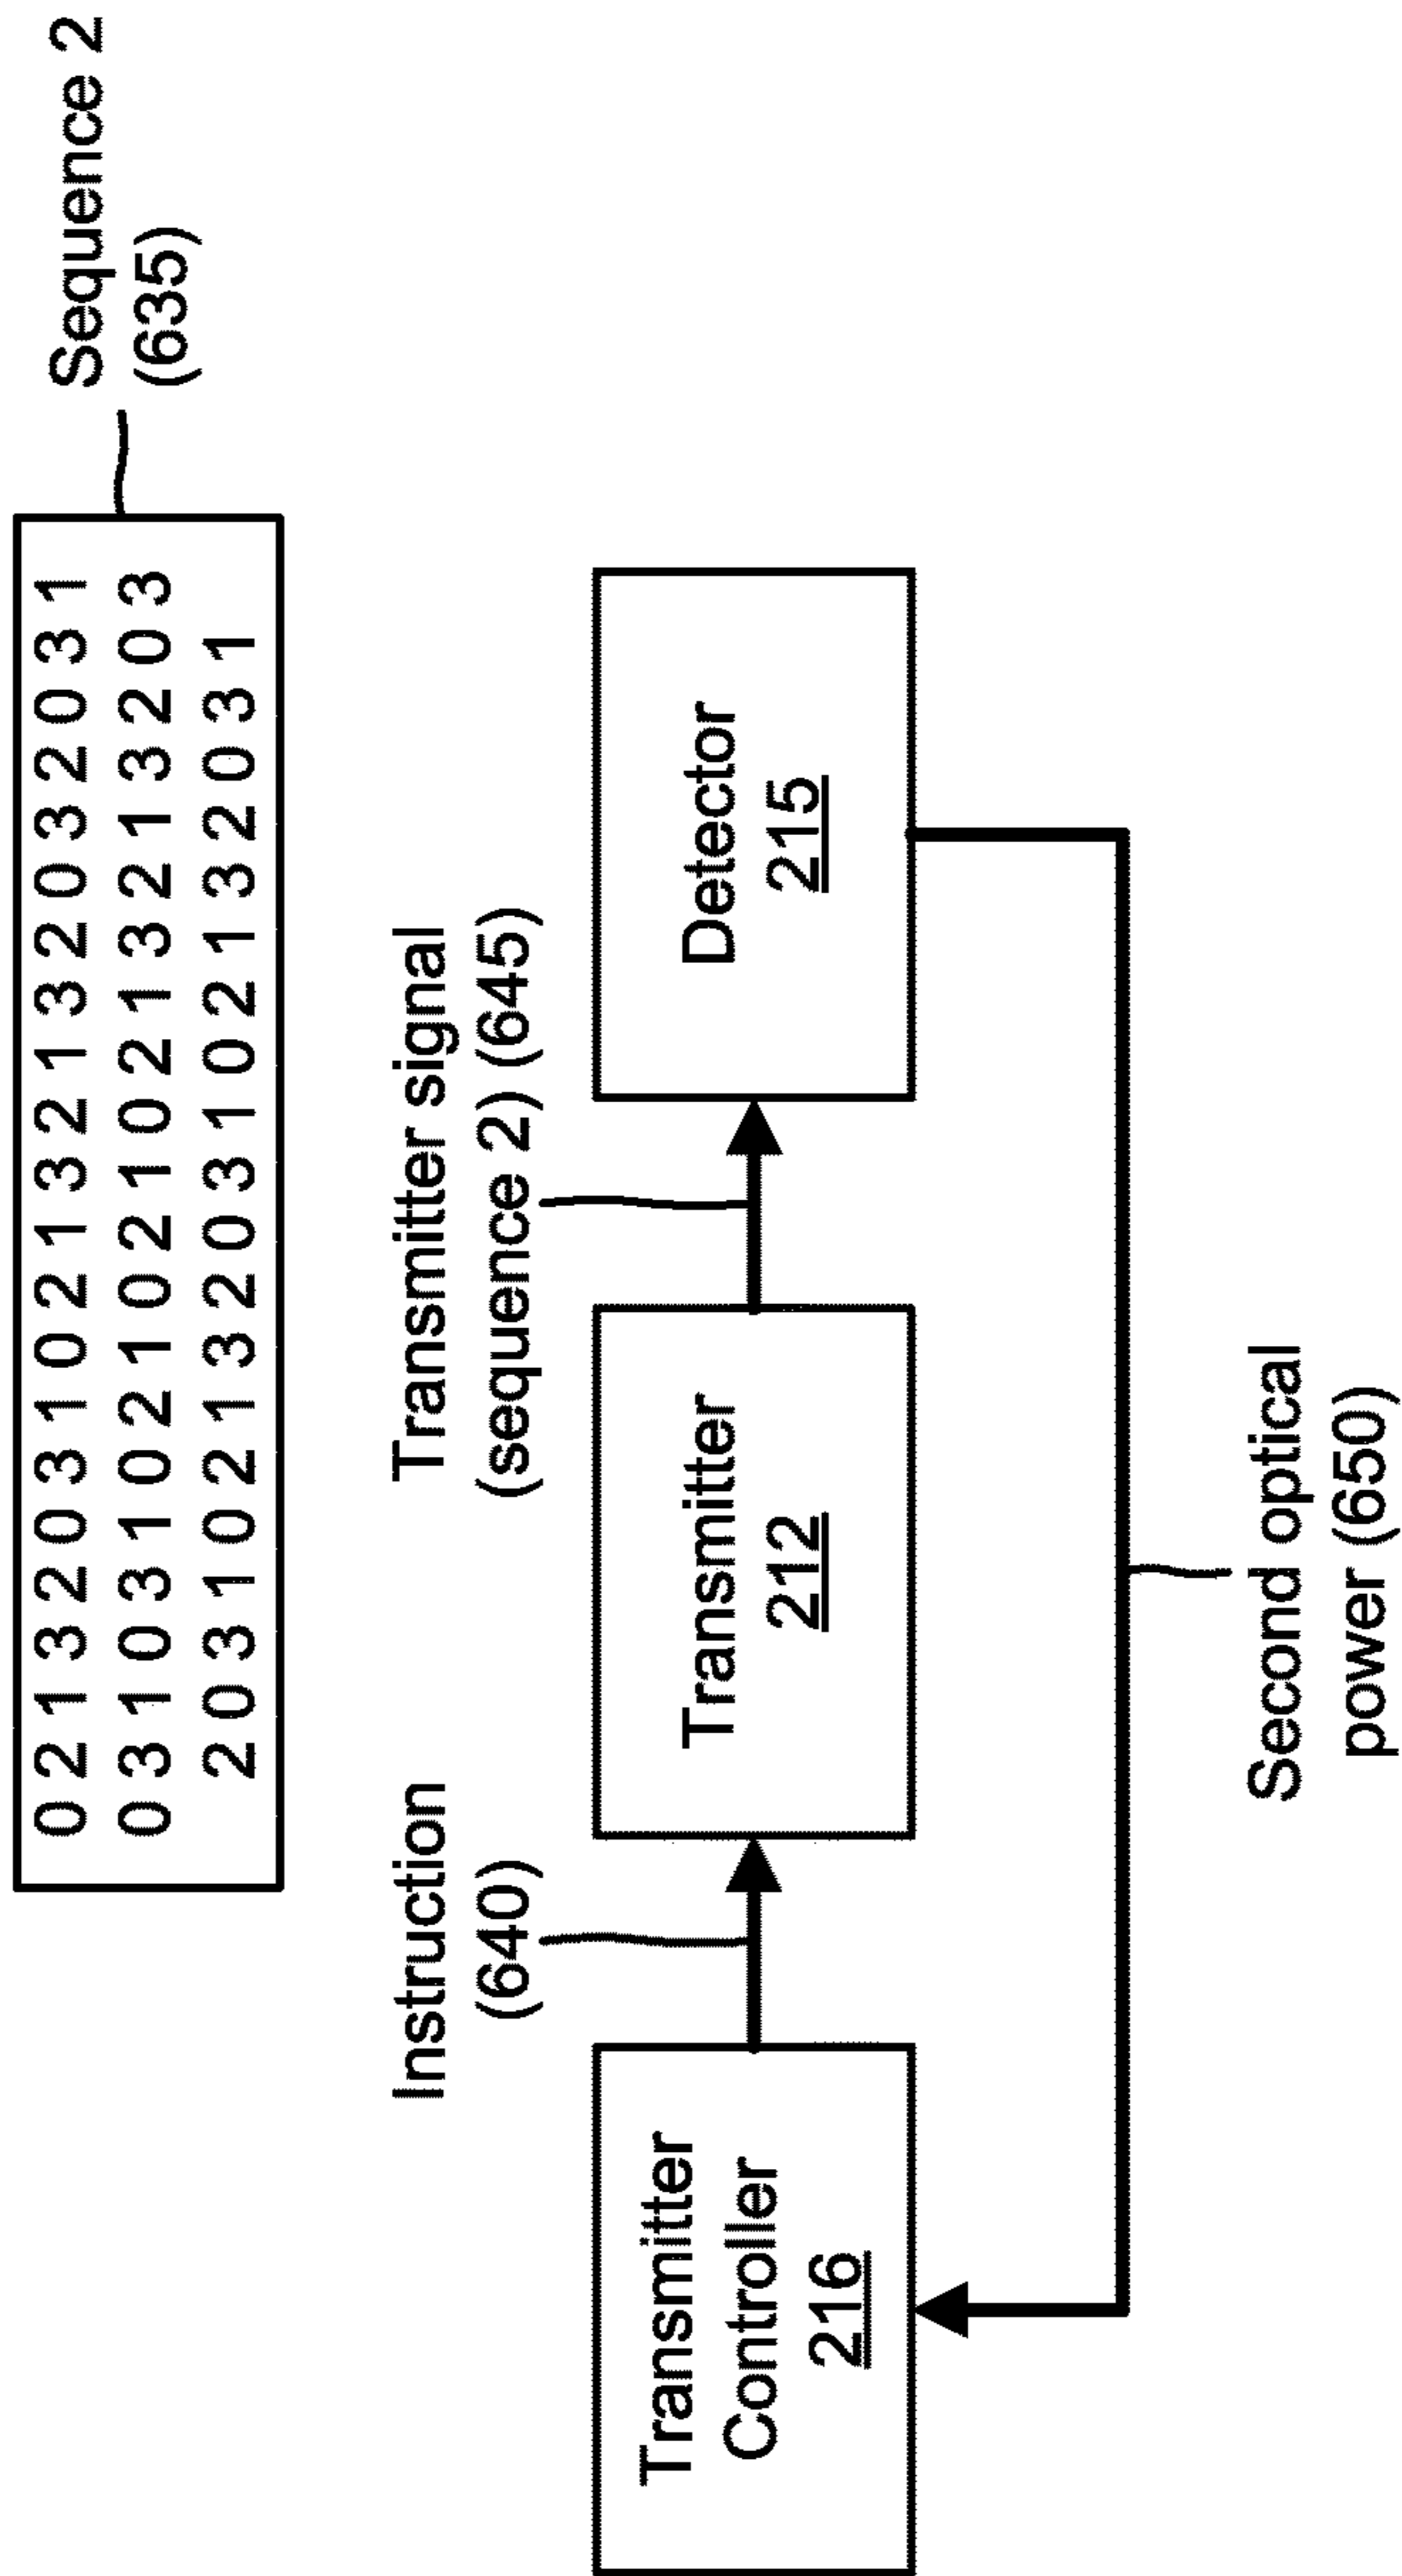 0 2 1 3 2 0 3 1 0 2 1 3 2 1 3 2 0 3 2 0 3 1
0 3 1 0 3 1 0 2 1 0 2 1 0 2 1 3 2 1 3 2 0 3
2 0 3 1 0 2 1 3 2 0 3 1 0 2 1 3 2 0 3 1
Sequence 2
(635)
Instruction
(640)
Transmitter signal
(sequence 2) (645)
Transmitter
Controller
216
Transmitter
212
Detector
215
Second optical
power (650)